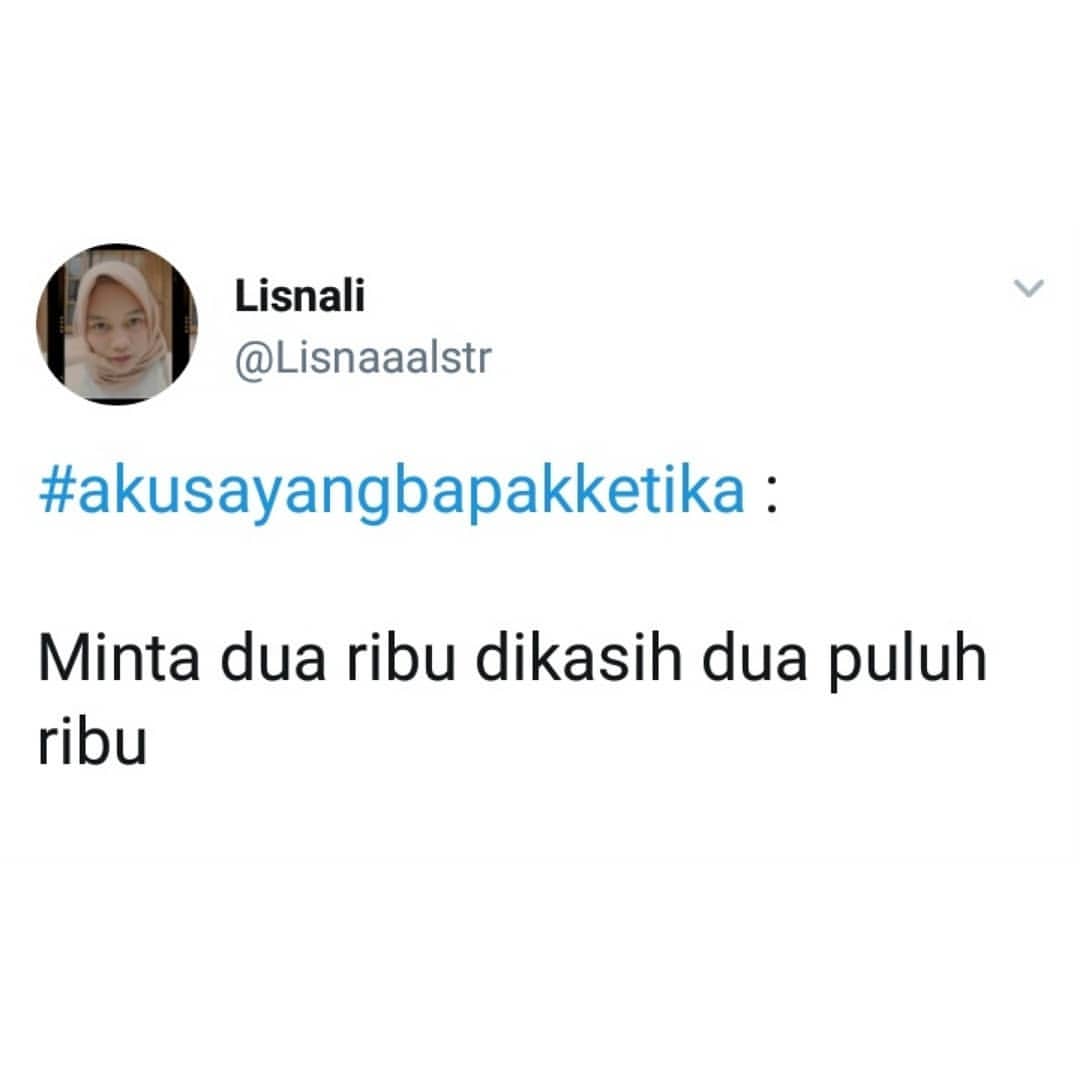 Lisnali
@Lisnaaalstr
#akusayangbapakketika :
Minta dua ribu dikasih dua puluh
ribu